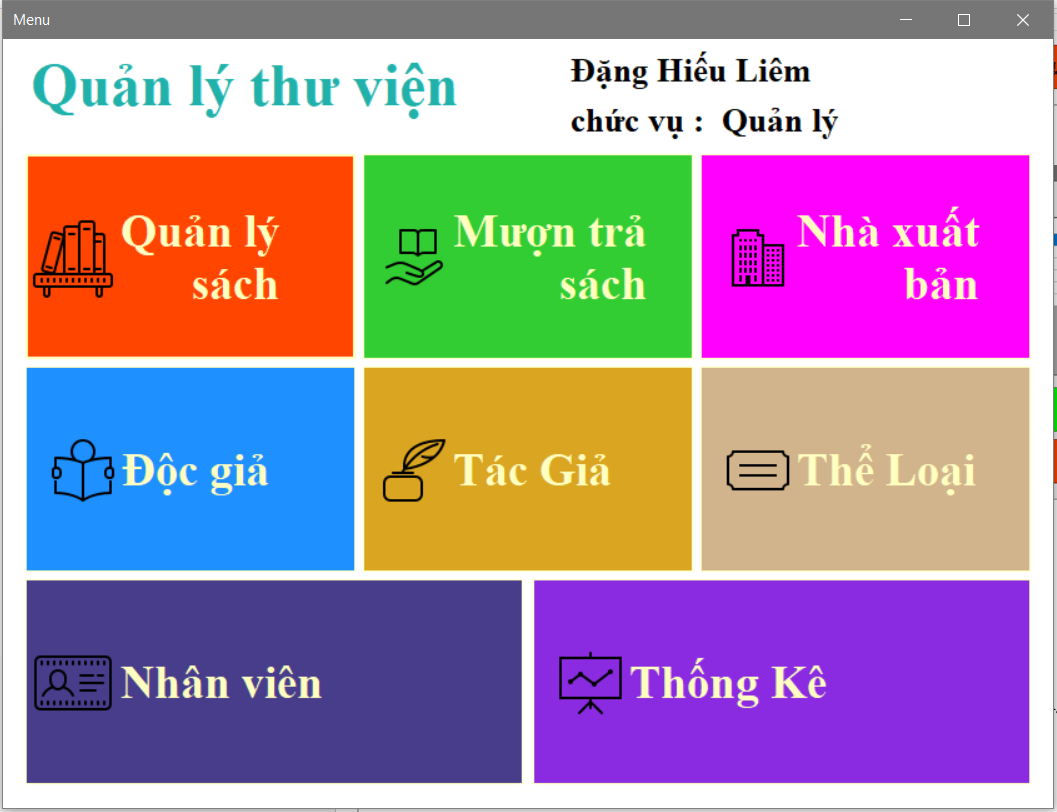 Menu
Quản lý thư viện
Đặng Hiếu Liêm
chức vụ : Quản lý
Quản lý
sách
Mượn trả
sách
Nhà xuất
bản
Độc giả
Tác Giả
Thể Loại
Nhân viên
Thống Kê